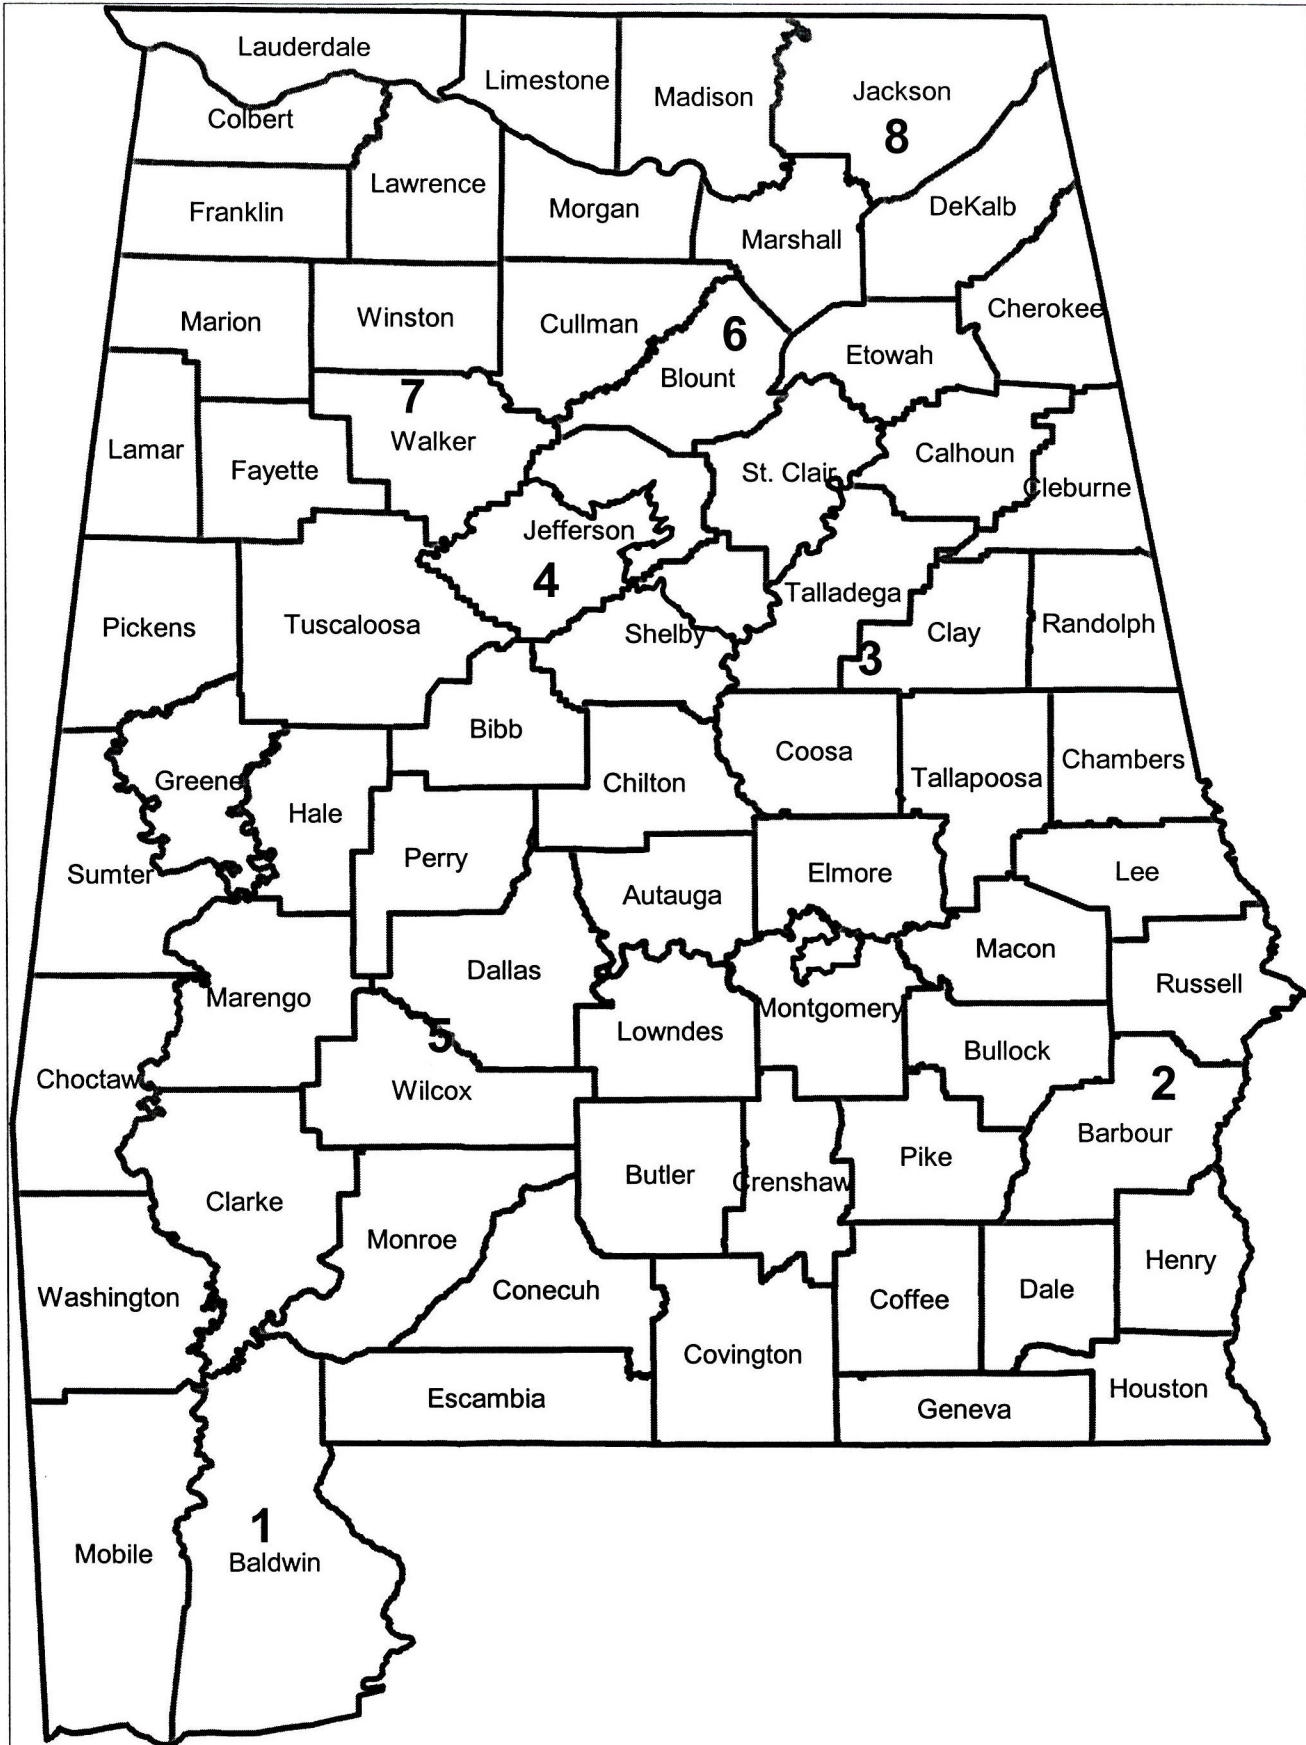 Lauderdale
Limestone
Madison
Jackson
8
Colbert
Lawrence
Franklin
Morgan
DeKalb
Marshall
Cherokee
Marion
Winston
Cullman
6
Etowah
Blount
7
Walker
Lamar
Fayette
St. Clair
Calhoun
Cleburne
Jefferson
4
Talladega
Pickens
Tuscaloosa
Shelby
3
Clay
Randolph
Bibb
Coosa
Chambers
Tallapoosa
Greene
Chilton
Hale
Perry
Sumter
Autauga
Elmore
Lee
Macon
Dallas
Russell
Marengo
Montgomery
Lowndes
5
Bullock
Choctaw
Wilcox
2
Barbour
Butler
Crenshaw
Pike
Clarke
Monroe
Henry
Washington
Conecuh
Coffee
Dale
Covington
Escambia
Houston
Geneva
1
Mobile
Baldwin